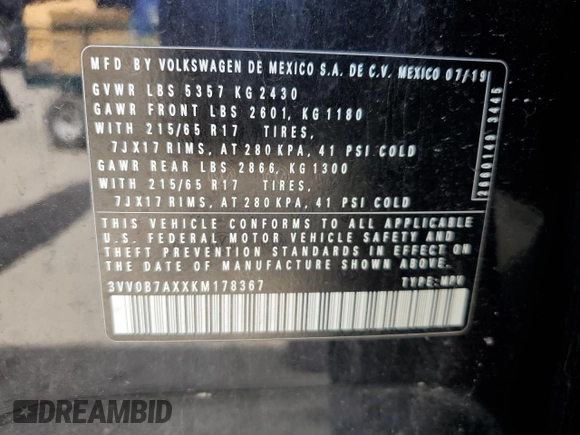 MFD BY VOLKSWAGEN DE MEXICO S.A. DE C.V. MEXICO 07/19
GVWR LBS 5357 KG 2430
GAWR FRONT LBS 2601, KG 1180
WITH 215/65 R17 TIRES,
7JX17 RIMS, AT 280 KPA, 41 PSI COLD
GAWR REAR LBS 2866, KG 1300
WITH 215/65 R17 TIRES,
7JX17 RIMS, AT 280 KPA, 41 PSI COLD
THIS VEHICLE CONFORMS TO ALL APPLICABLE
U.S. FEDERAL MOTOR VEHICLE SAFETY AND
THEFT PREVENTION STANDARDS IN EFFECT ON
THE DATE OF MANUFACTURE SHOWN ABOVE.
3VV0B7AXXKM178367 TYPE: MPV
3445
DREAMBID